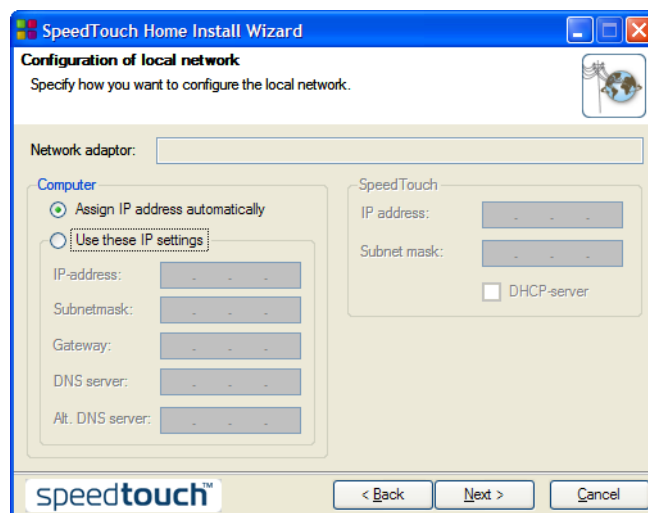 SpeedTouch Home Install Wizard
Configuration of local network
Specify how you want to configure the local network.
Network adaptor:
Computer
Assign IP address automatically
Use these IP settings
IP-address:
Subnetmask:
Gateway:
DNS server:
Alt. DNS server:
SpeedTouch
IP address:
Subnet mask:
DHCP-server
speedtouch™
< Back
Next >
Cancel